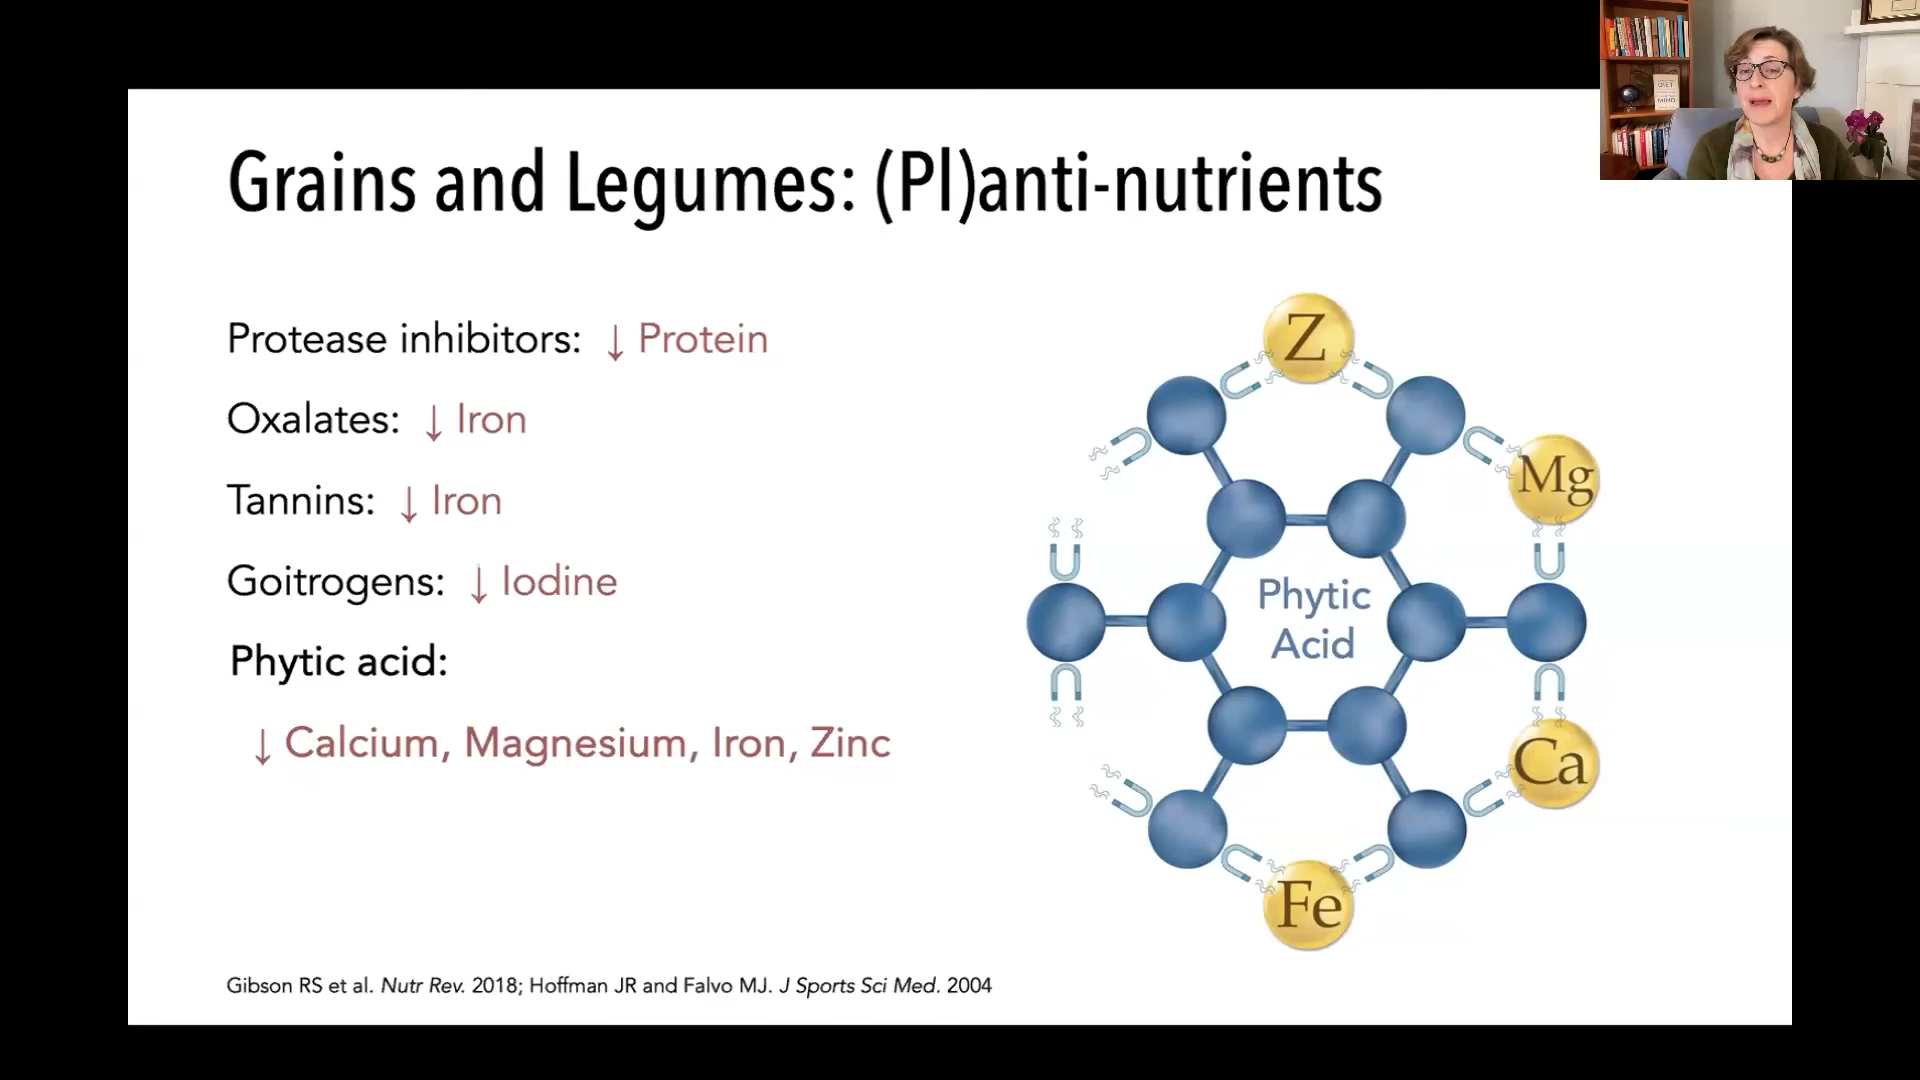 Grains and Legumes: (Pl)anti-nutrients
Protease inhibitors: ↓ Protein
Oxalates: ↓ Iron
Tannins: ↓ Iron
Goitrogens: ↓ Iodine
Phytic acid:
↓ Calcium, Magnesium, Iron, Zinc
Z
Mg
Phytic
Acid
Ca
Fe
Gibson RS et al. Nutr Rev. 2018; Hoffman JR and Falvo MJ. J Sports Sci Med. 2004
DIET
MIND